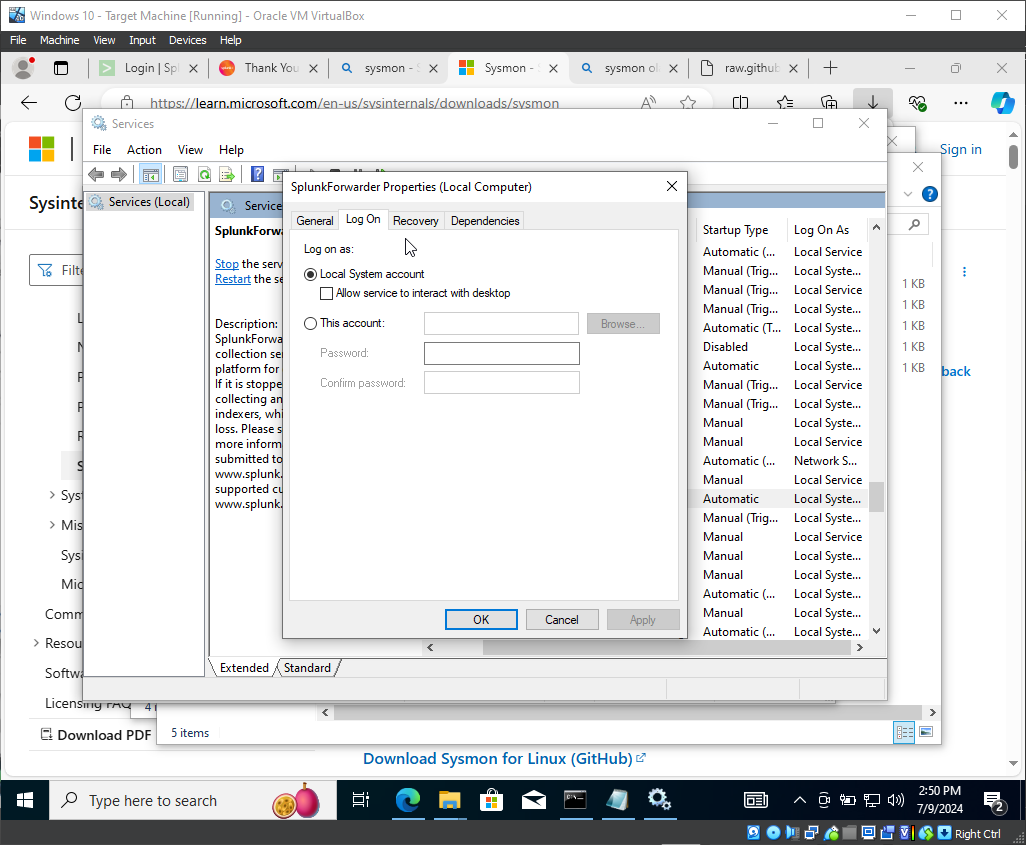 Windows 10 - Target Machine [Running] - Oracle VM VirtualBox
File Machine View Input Devices Help
Login | Spl
Thank You
sysmon - S
Sysmon -
sysmon ol
raw.github
https://learn.microsoft.com/en-us/sysinternals/downloads/sysmon
Sign in
Services
File Action View Help
Services (Local)
SplunkForwarder Properties (Local Computer)
General
Log On
Recovery
Dependencies
Log on as:
Local System account
Allow service to interact with desktop
This account:
Browse...
Password:
Confirm password:
OK
Cancel
Apply
Service
SplunkForwa
Stop the serv
Restart the se
Description:
SplunkForwa
collection se
platform for
If it is stoppe
collecting an
indexers, whi
loss. Please s
more inform
submitted to
www.splunk.
supported cu
www.splunk.
Startup Type Log On As
Automatic (... Local Service
Manual (Trig... Local Syste...
Manual (Trig... Local Service
Manual (Trig... Local Syste...
Automatic (T... Local Syste...
Disabled Local Syste...
Automatic Local Syste...
Manual (Trig... Local Service
Manual (Trig... Local Syste...
Manual Local Syste...
Manual Local Service
Automatic (... Network S...
Manual Local Service
Automatic Local Syste...
Manual (Trig... Local Syste...
Manual Local Service
Manual Local Syste...
Manual Local Syste...
Automatic (... Local Syste...
Manual Local Syste...
Automatic (... Local Syste...
Extended
Standard
1 KB
1 KB
1 KB
1 KB
1 KB
back
Sysinte
Filte
Sys
Mis
Sysi
Mic
Comm
Resou
Softwa
Licensing FAQ
Download PDF
5 items
Download Sysmon for Linux (GitHub)
Type here to search
2:50 PM
7/9/2024
2
Right Ctrl